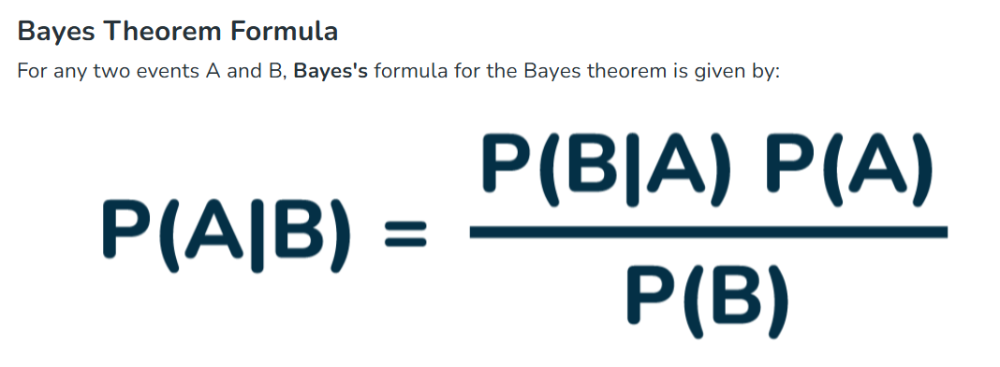 Bayes Theorem Formula
For any two events A and B, Bayes's formula for the Bayes theorem is given by:
P(A|B) = P(B|A) P(A)
P(B)